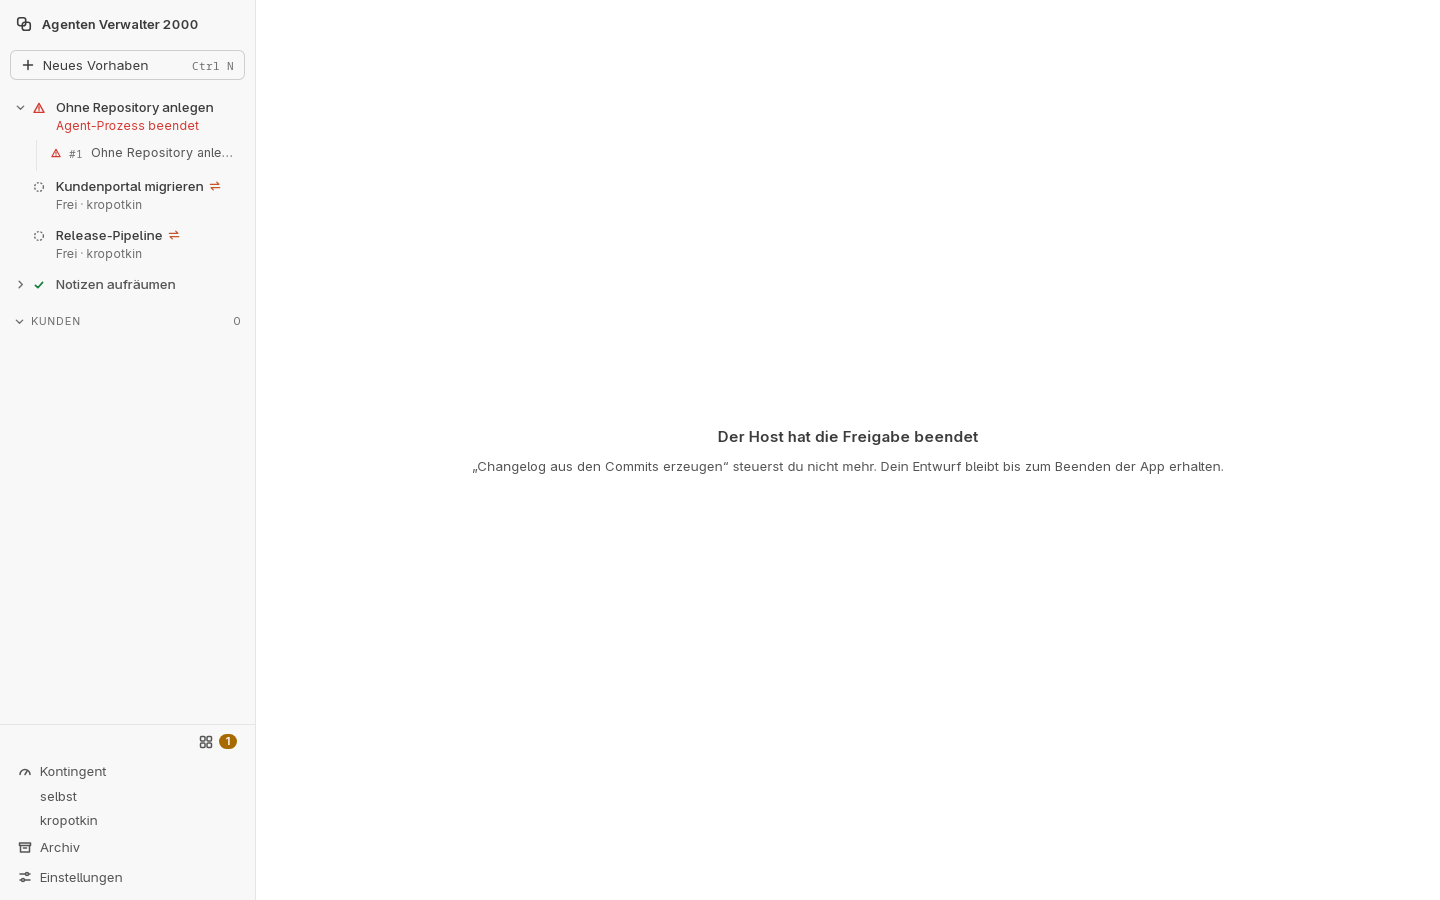 Agenten Verwalter 2000
Neues Vorhaben Ctrl N
Ohne Repository anlegen
Agent-Prozess beendet
#1 Ohne Repository anle…
Kundenportal migrieren
Frei · kropotkin
Release-Pipeline
Frei · kropotkin
Notizen aufräumen
KUNDEN 0
Der Host hat die Freigabe beendet
„Changelog aus den Commits erzeugen“ steuerst du nicht mehr. Dein Entwurf bleibt bis zum Beenden der App erhalten.
1
Kontingent
selbst
kropotkin
Archiv
Einstellungen